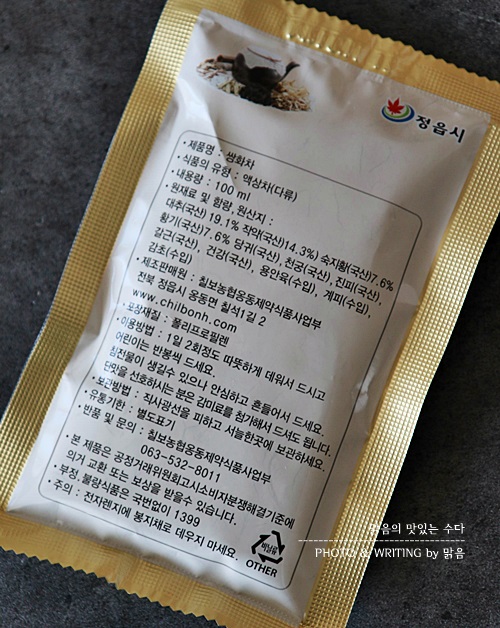 정읍시
• 제품명 : 쌍화차
• 식품의 유형 : 액상차(다류)
• 내용량 : 100 ml
• 원재료 및 함량, 원산지 :
대추(국산) 19.1% 작약(국산)14.3%) 숙지황(국산)7.6%
황기(국산)7.6% 당귀(국산), 천궁(국산), 진피(국산),
갈근(국산), 건강(국산), 용안육(수입), 계피(수입),
감초(수입)
• 제조판매원 : 칠보농협옹동제약식품사업부
전북 정읍시 옹동면 칠석1길 2
www.chilbonh.com
• 포장재질 : 폴리프로필렌
• 이용방법 : 1일 2회정도 따뜻하게 데워서 드시고
어린이는 반봉씩 드세요.
침전물이 생길수 있으나 안심하고 흔들어서 드세요.
단맛을 선호하시는 분은 감미료를 첨가해서 드셔도 됩니다.
• 보관방법 : 직사광선을 피하고 서늘한곳에 보관하세요.
• 유통기한 : 별도표기
• 반품 및 문의 : 칠보농협옹동제약식품사업부
063-532-8011
• 본 제품은 공정거래위원회고시소비자분쟁해결기준에
의거 교환 또는 보상을 받을수 있습니다.
• 부정, 불량식품은 국번없이 1399
• 주의 : 전자렌지에 봉지채로 데우지 마세요.
비닐류
OTHER
맑음의 맛있는 수다
PHOTO & WRITING by 맑음